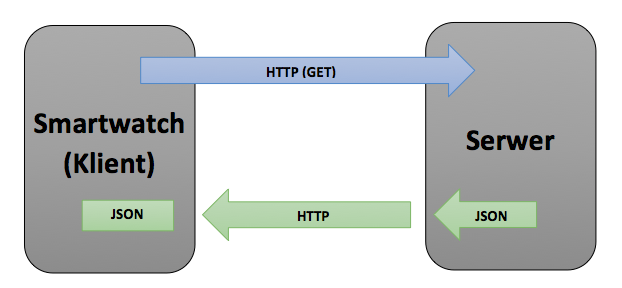 HTTP (GET)
Smartwatch
(Klient)
Serwer
JSON
HTTP
JSON